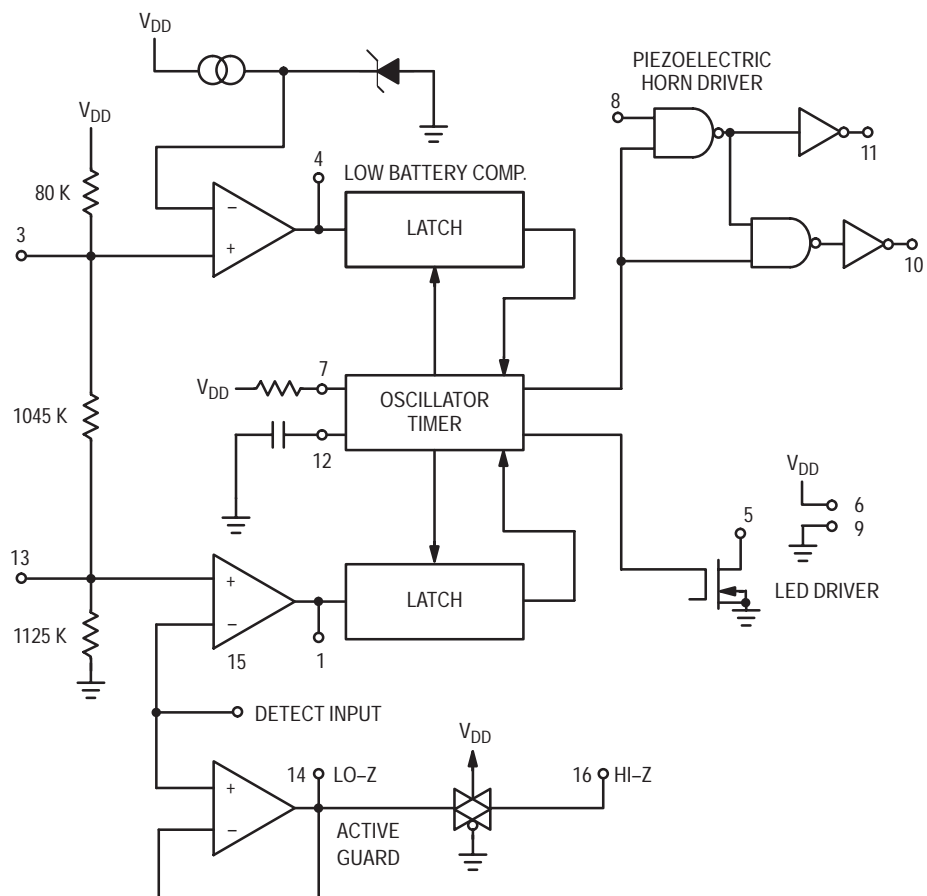 VDD
PIEZOELECTRIC
HORN DRIVER
8
VDD
11
4
LOW BATTERY COMP.
80 K
LATCH
−
3
+
10
7
VDD
OSCILLATOR
TIMER
1045 K
12
VDD
6
5
9
13
+
LATCH
LED DRIVER
−
1125 K
15
1
DETECT INPUT
VDD
14 LO–Z
16 HI–Z
+
−
ACTIVE
GUARD